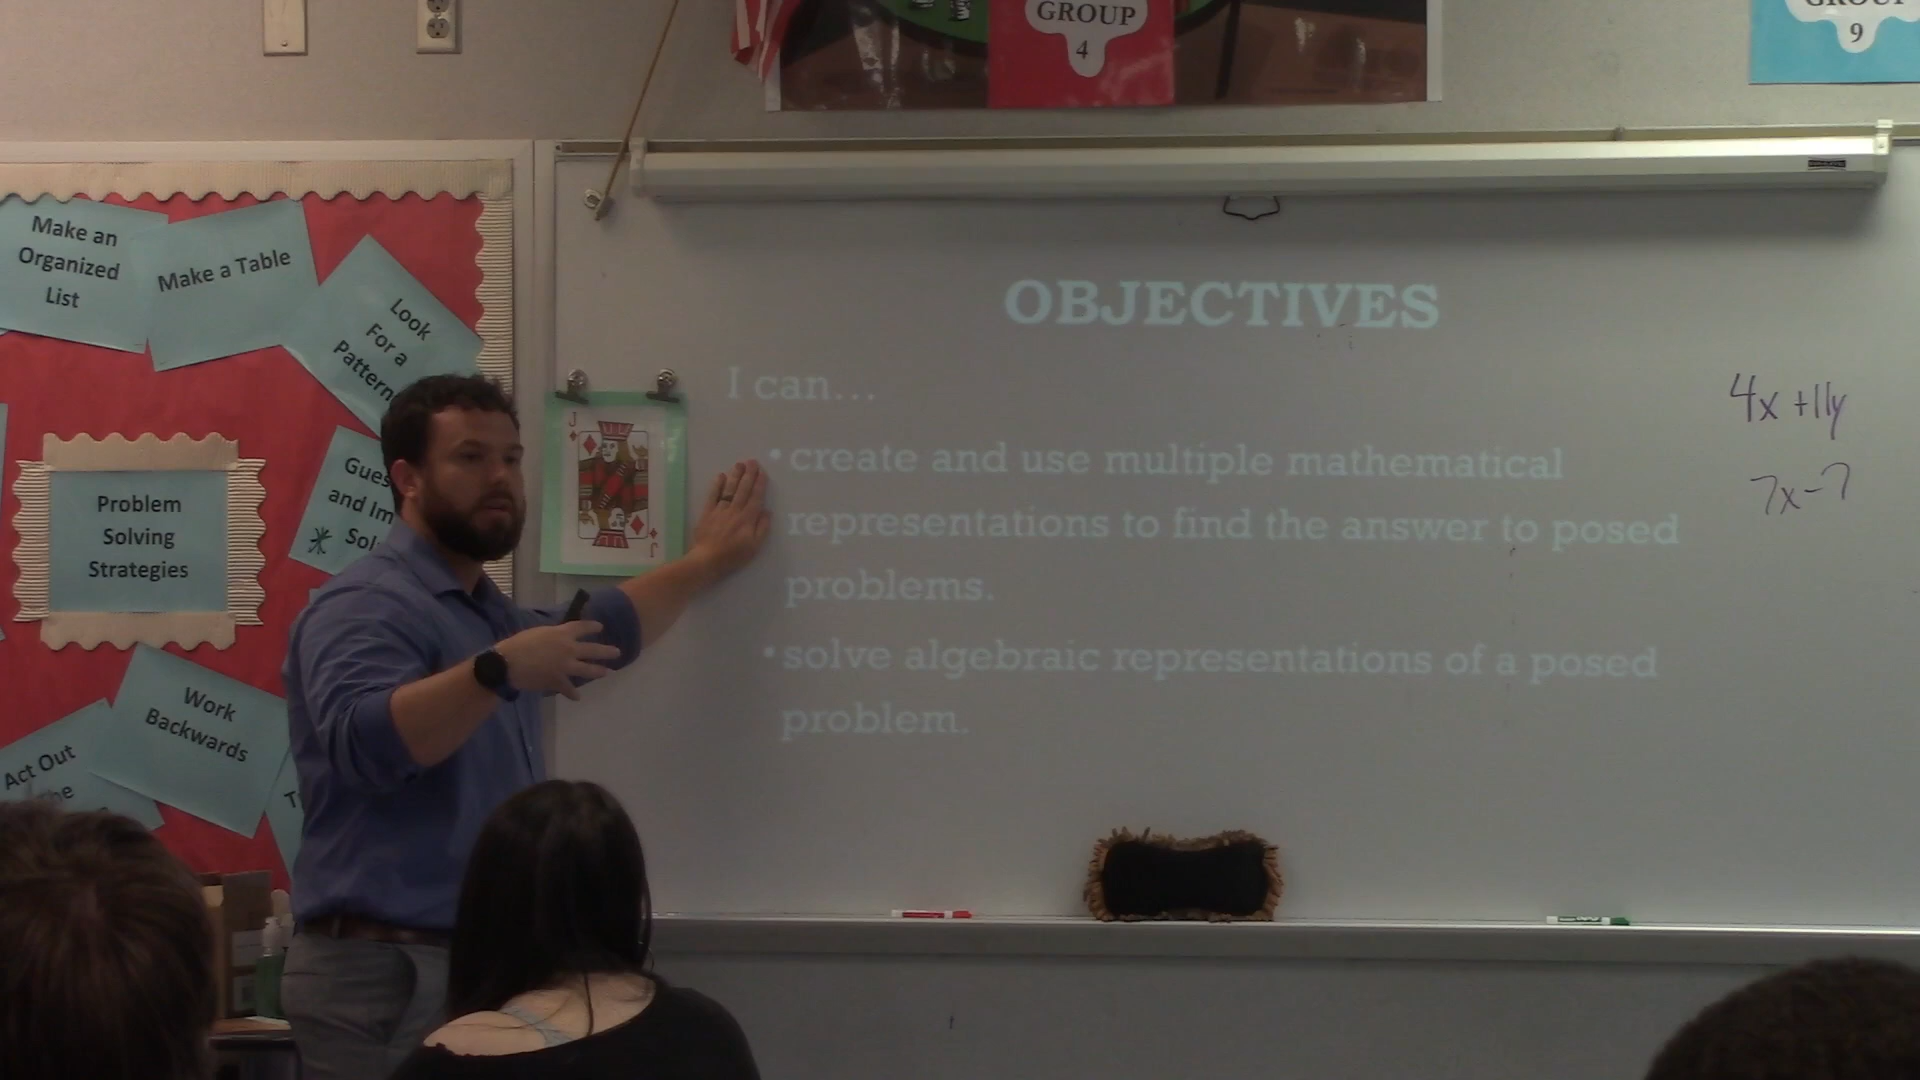 GROUP
4
GROUP
9
Make an
Organized
List
Make a Table
Look
For a
Pattern
Problem
Solving
Strategies
Work
Backwards
Act Out
J
J
OBJECTIVES
I can...
• create and use multiple mathematical
representations to find the answer to posed
problems.
• solve algebraic representations of a posed
problem.
4x + 11y
7x - 7